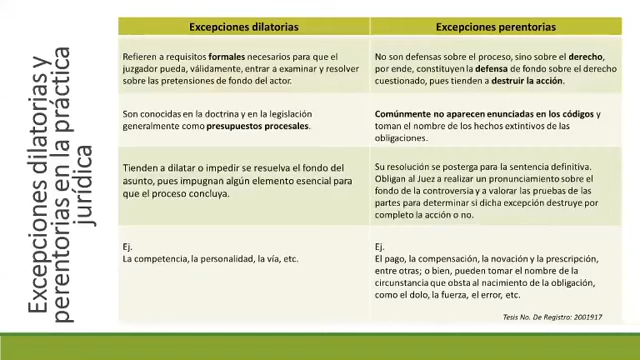 Excepciones dilatorias y
perentorias en la práctica
jurídica
Excepciones dilatorias
Excepciones perentorias
Refieren a requisitos formales necesarios para que el
juzgador pueda, válidamente, entrar a examinar y resolver
sobre las pretensiones de fondo del actor.
No son defensas sobre el proceso, sino sobre el derecho,
por ende, constituyen la defensa de fondo sobre el derecho
cuestionado, pues tienden a destruir la acción.
Son conocidas en la doctrina y en la legislación
generalmente como presupuestos procesales.
Comúnmente no aparecen enunciadas en los códigos y
toman el nombre de los hechos extintivos de las
obligaciones.
Tienden a dilatar o impedir se resuelva el fondo del
asunto, pues impugnan algún elemento esencial para
que el proceso concluya.
Su resolución se posterga para la sentencia definitiva.
Obligan al Juez a realizar un pronunciamiento sobre el
fondo de la controversia y a valorar las pruebas de las
partes para determinar si dicha excepción destruye por
completo la acción o no.
Ej.
La competencia, la personalidad, la vía, etc.
Ej.
El pago, la compensación, la novación y la prescripción,
entre otras; o bien, pueden tomar el nombre de la
circunstancia que obsta al nacimiento de la obligación,
como el dolo, la fuerza, el error, etc.
Tesis No. De Registro: 2001917